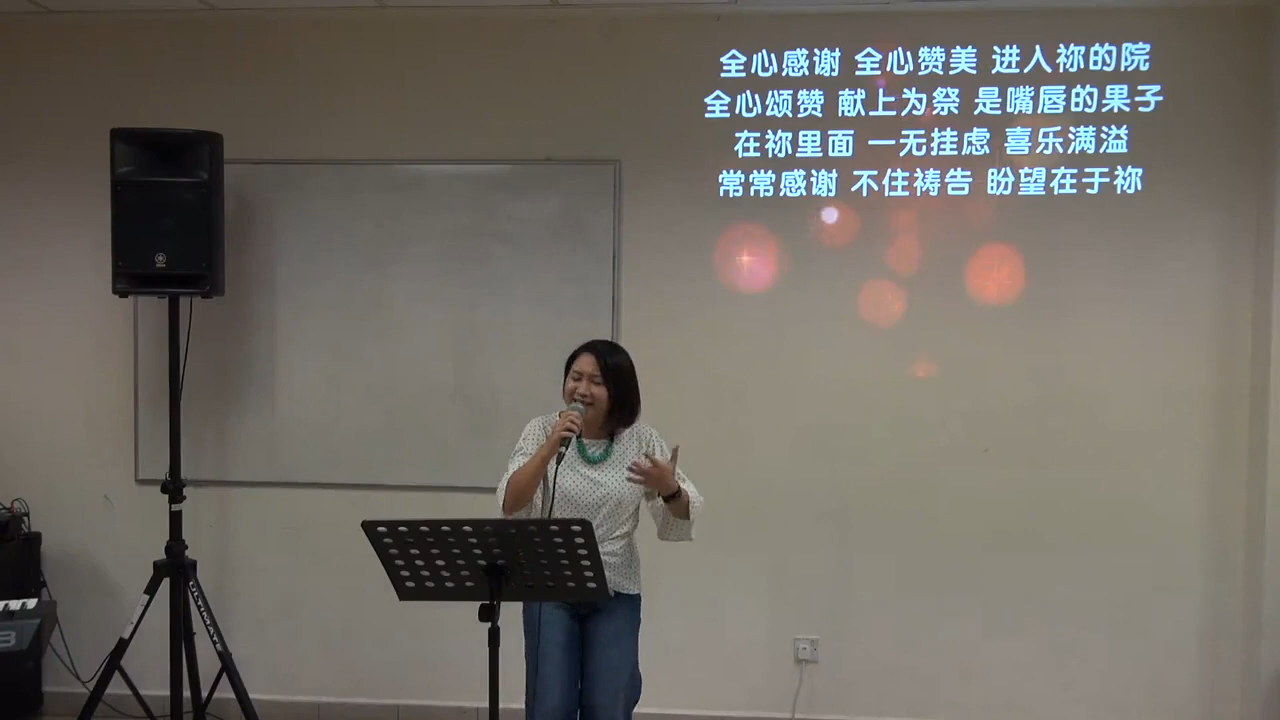 全心感谢 全心赞美 进入祢的院
全心颂赞 献上为祭 是嘴唇的果子
在祢里面 一无挂虑 喜乐满溢
常常感谢 不住祷告 盼望在于祢
ULTIMATE